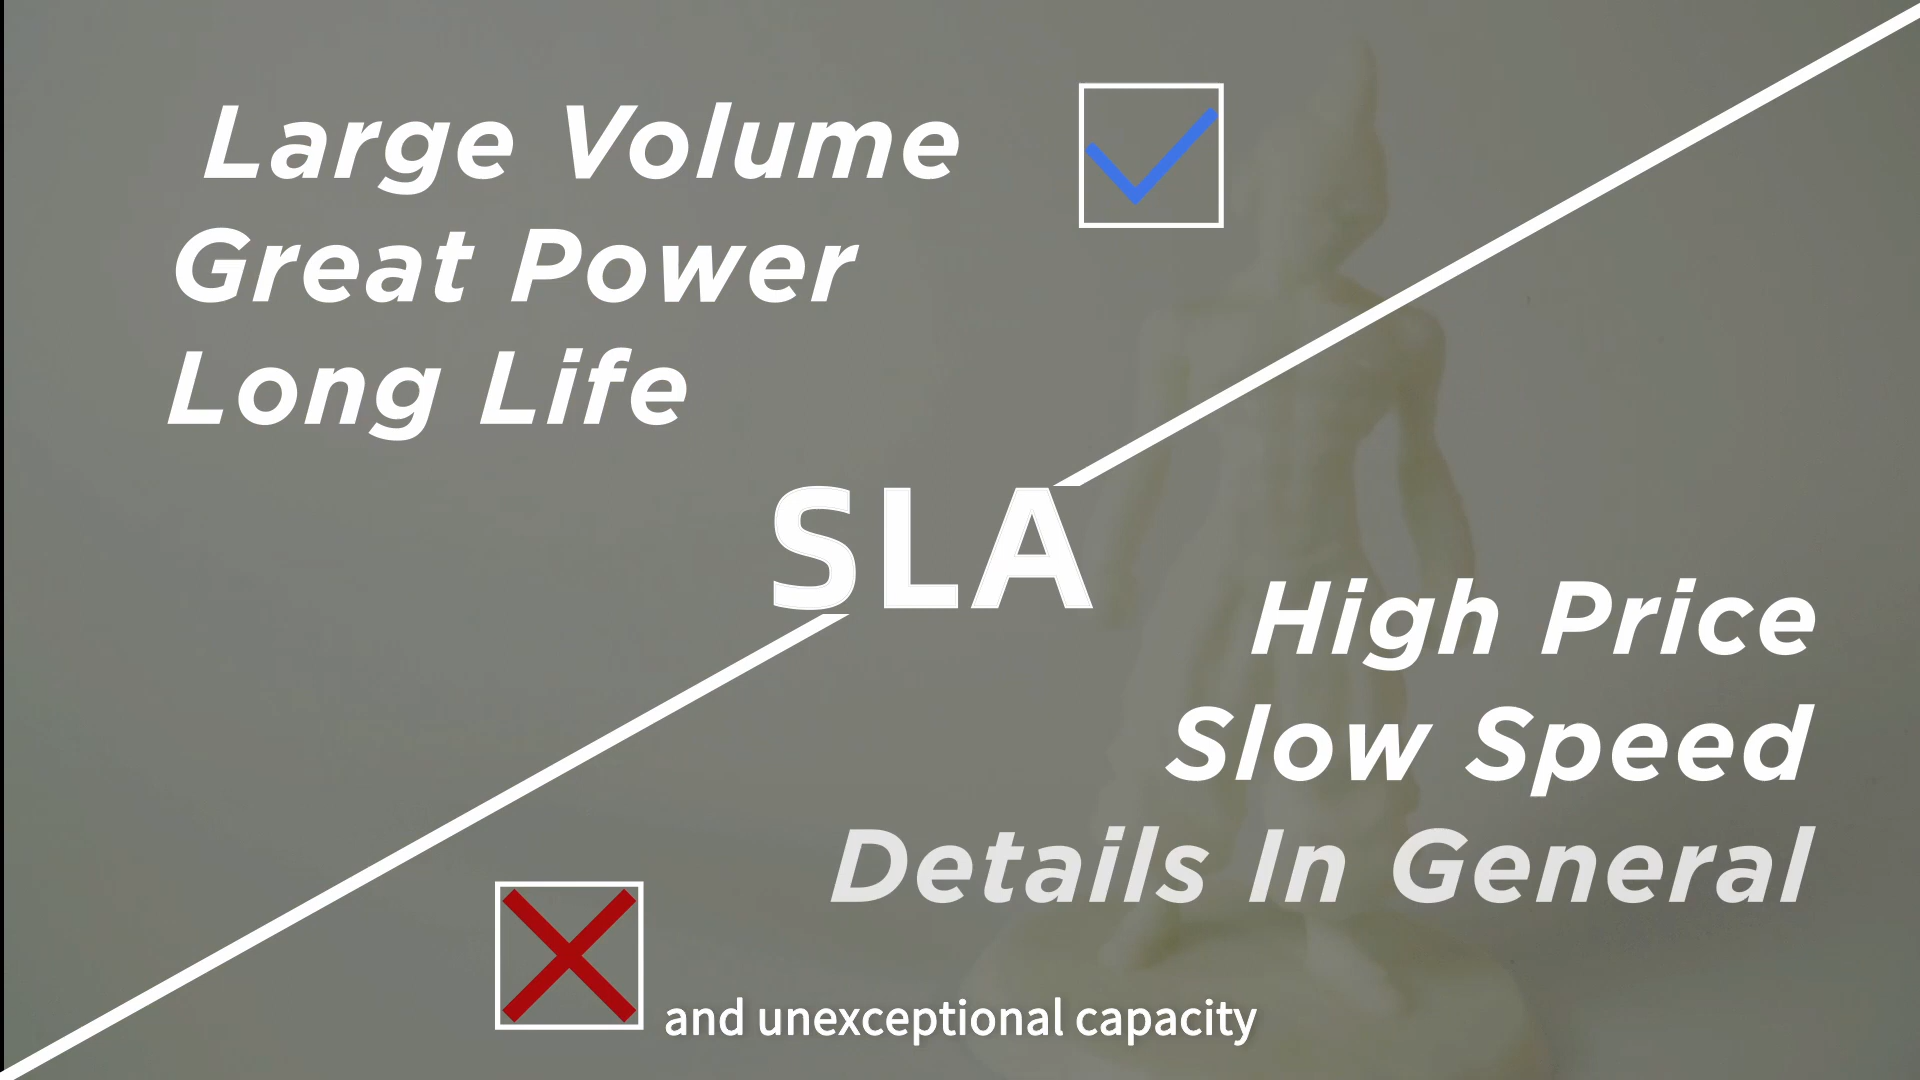 Large Volume
Great Power
Long Life
SLA
High Price
Slow Speed
Details In General
and unexceptional capacity